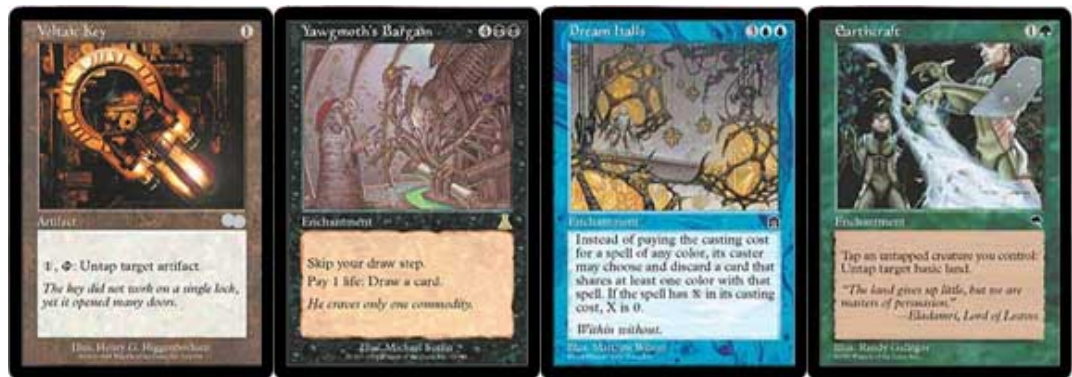 Voltaic Key 1
Artifact
1, : Untap target artifact.
The key did not work on a single lock,
yet it opened many doors.
Illus. Henry G. Higgenbotham
Yawgmoth's Bargain 4
Enchantment
Skip your draw step.
Pay 1 life: Draw a card.
He craves only one commodity.
Illus. Michael Sutfin
Dream Halls 3
Enchantment
Instead of paying the casting cost
for a spell of any color, its caster
may choose and discard a card that
shares at least one color with that
spell. If the spell has X in its casting
cost, X is 0.
Within without.
Illus. Matthew Wilson
Earthcraft 1
Enchantment
Tap an untapped creature you control:
Untap target basic land.
"The land gives up little, but we are
masters of persuasion."
—Eladamri, Lord of Leaves
Illus. Randy Gallegos